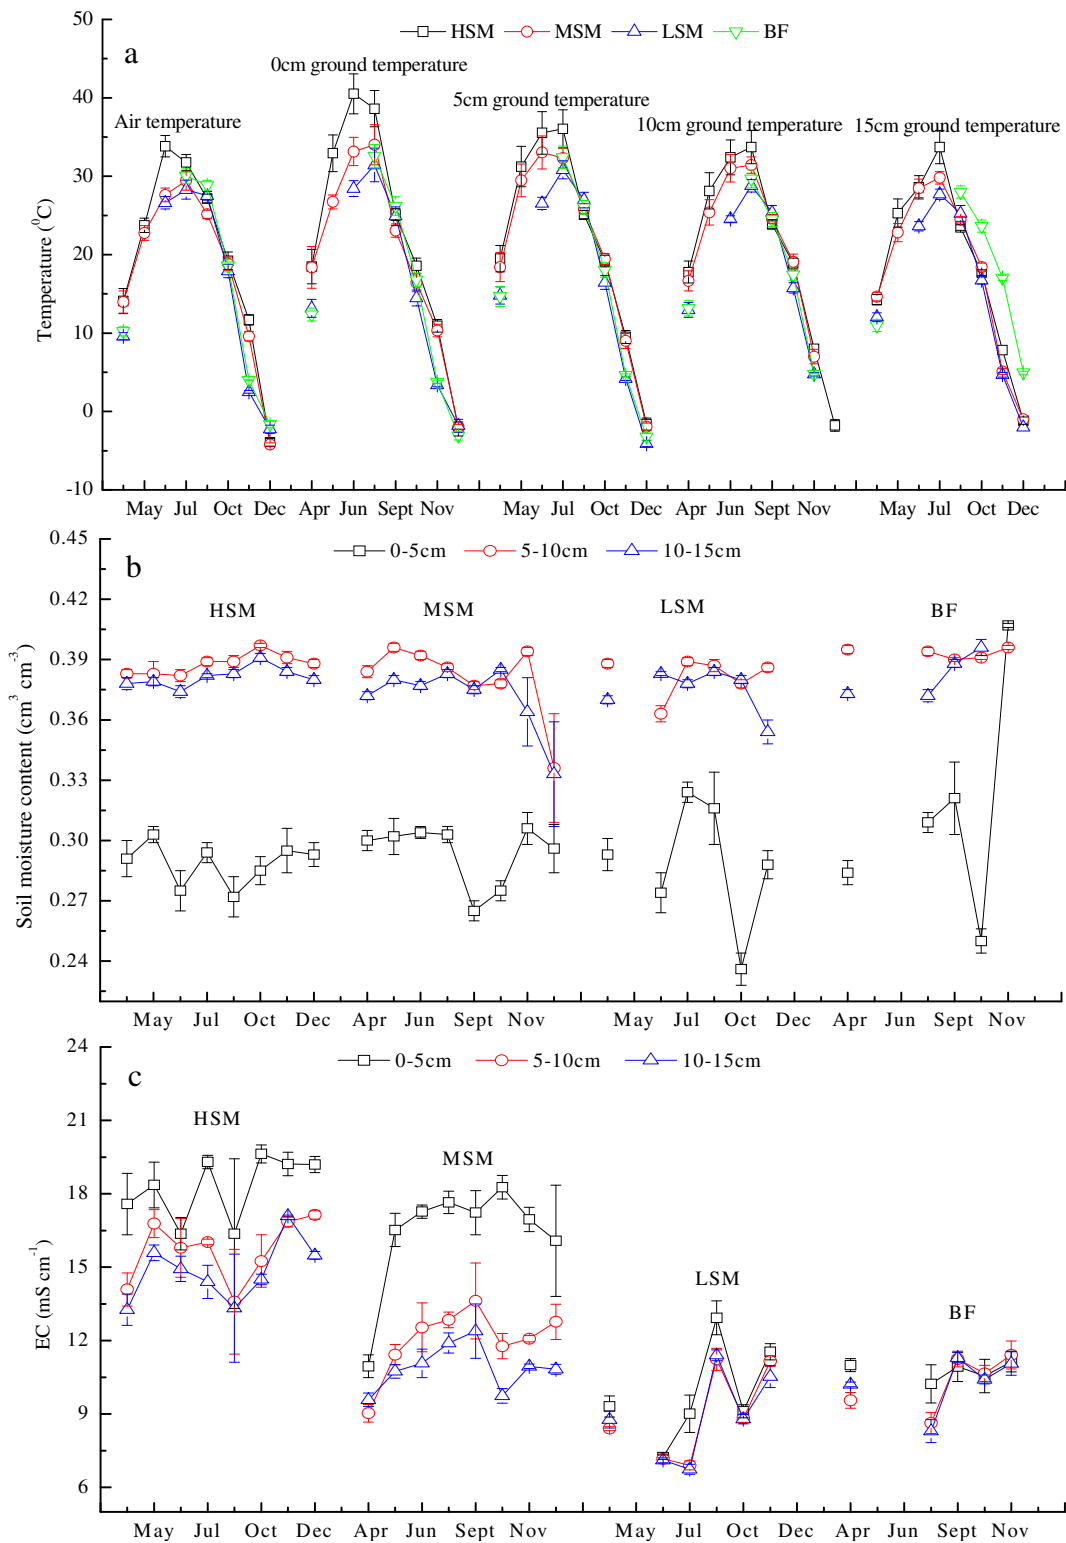 50
40
30
20
10
0
-10
Temperature (⁰C)
a
HSM MSM LSM BF
0cm ground temperature
5cm ground temperature
Air temperature
10cm ground temperature
15cm ground temperature
May Jul Oct Dec Apr Jun Sept Nov May Jul Oct Dec Apr Jun Sept Nov May Jul Oct Dec
0.45
0.42
0.39
0.36
0.33
0.30
0.27
0.24
Soil moisture content (cm³ cm⁻³)
b
0-5cm 5-10cm 10-15cm
HSM MSM LSM BF
May Jul Oct Dec Apr Jun Sept Nov May Jul Oct Dec Apr Jun Sept Nov
24
21
18
15
12
9
6
EC (mS cm⁻¹)
c
0-5cm 5-10cm 10-15cm
HSM
MSM
LSM
BF
May Jul Oct Dec Apr Jun Sept Nov May Jul Oct Dec Apr Jun Sept Nov